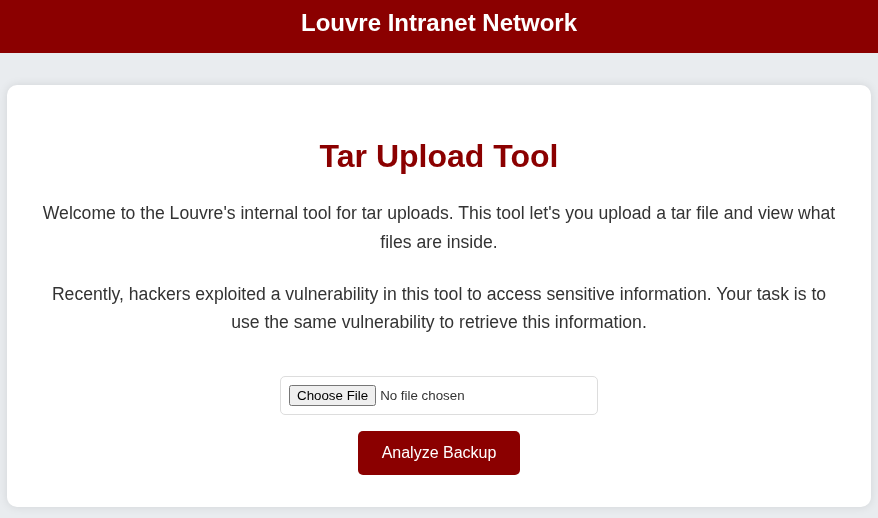 Louvre Intranet Network
Tar Upload Tool
Welcome to the Louvre's internal tool for tar uploads. This tool let's you upload a tar file and view what
files are inside.
Recently, hackers exploited a vulnerability in this tool to access sensitive information. Your task is to
use the same vulnerability to retrieve this information.
Choose File No file chosen
Analyze Backup